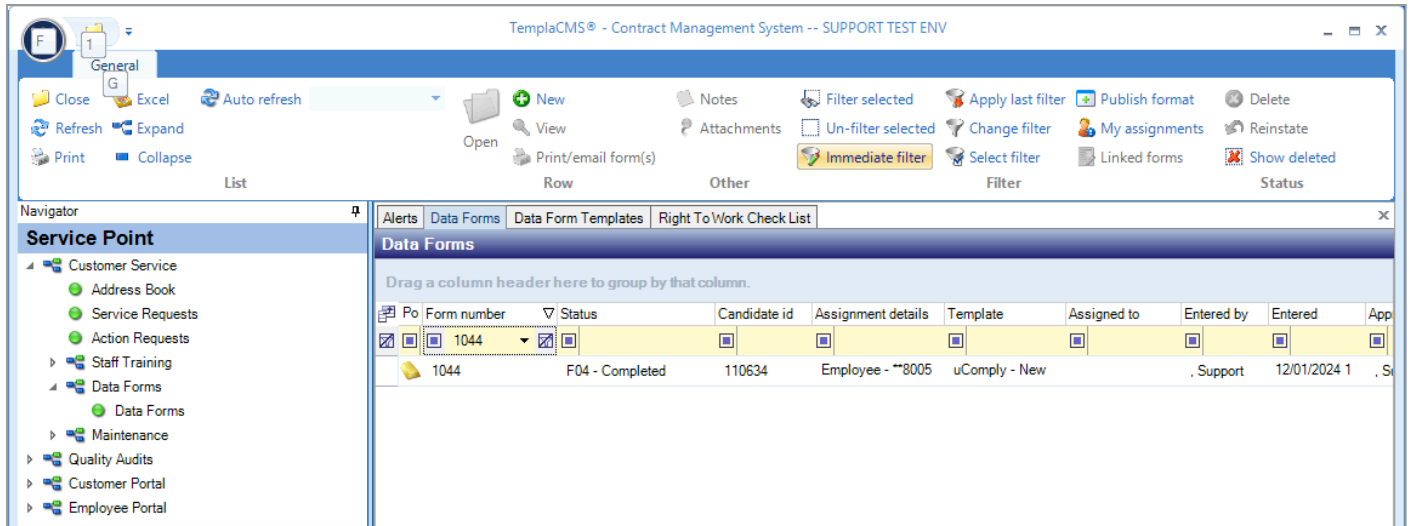 TemplaCMS® - Contract Management System -- SUPPORT TEST ENV
F
1
General
G
Close Excel Auto refresh
Refresh Expand
Print Collapse
List
Open
New
View
Print/email form(s)
Row
Notes
Attachments
Other
Filter selected Apply last filter Publish format
Un-filter selected Change filter My assignments
Immediate filter Select filter Linked forms
Filter
Delete
Reinstate
Show deleted
Status
Navigator
Service Point
Customer Service
Address Book
Service Requests
Action Requests
Staff Training
Data Forms
Data Forms
Maintenance
Quality Audits
Customer Portal
Employee Portal
Alerts Data Forms Data Form Templates Right To Work Check List
Data Forms
Drag a column header here to group by that column.
Po Form number Status Candidate id Assignment details Template Assigned to Entered by Entered App
1044
1044 F04 - Completed 110634 Employee - **8005 uComply - New , Support 12/01/2024 1 , Su